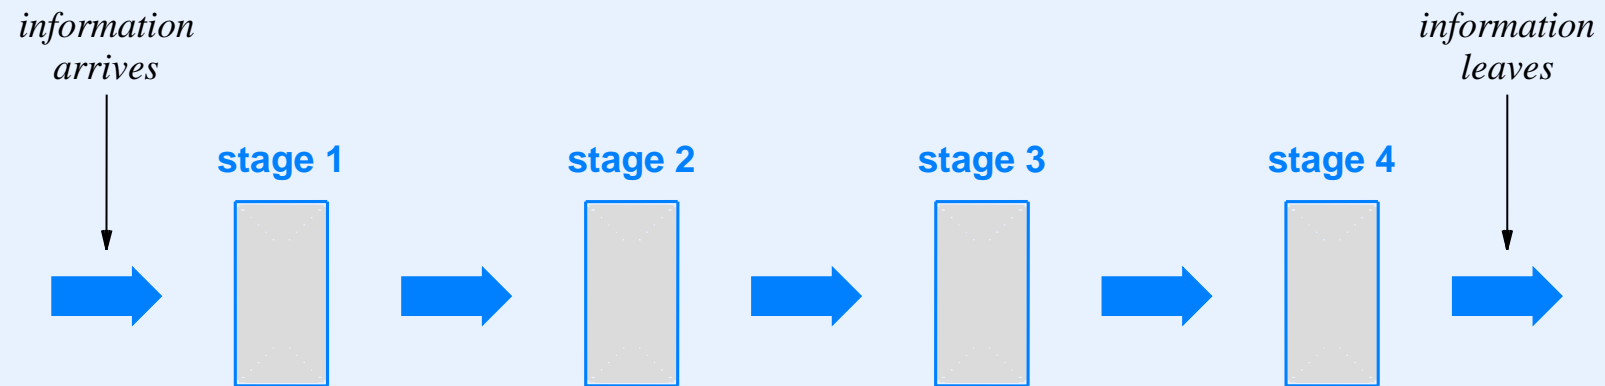 information
arrives
information
leaves
stage 1
stage 2
stage 3
stage 4